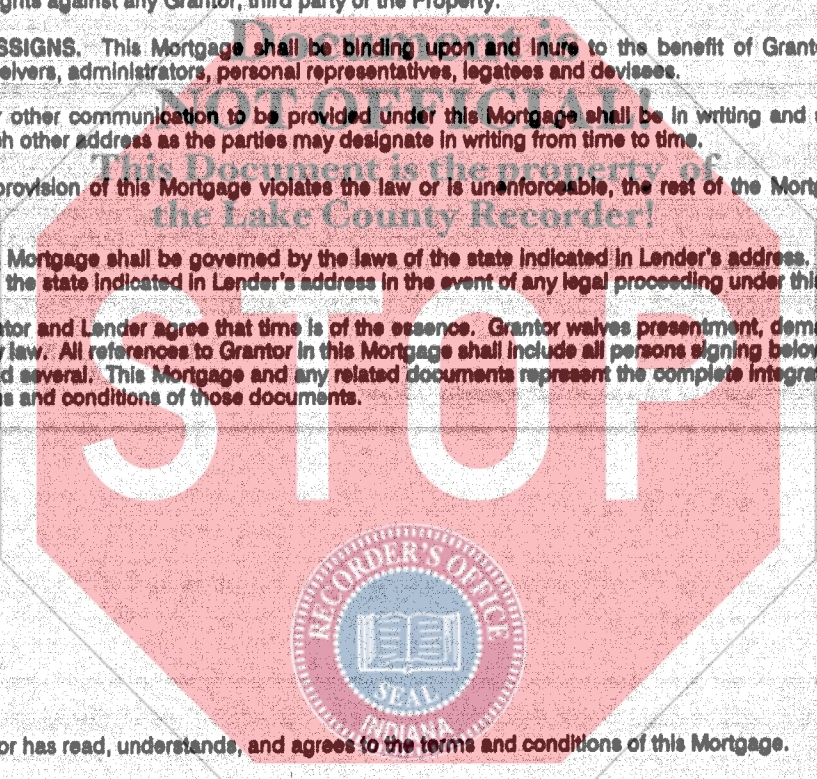 ghts against any Grantor, third party or the Property.
Document is
SSIGNS. This Mortgage shall be binding upon and inure to the benefit of Granto
eivers, administrators, personal representatives, legatees and devisees.
NOT OFFICIAL!
other communication to be provided under this Mortgage shall be in writing and
h other address as the parties may designate in writing from time to time.
This Document is the property of
provision of this Mortgage violates the law or is unenforceable, the rest of the Mortg
the Lake County Recorder!
Mortgage shall be governed by the laws of the state indicated in Lender's address.
the state indicated in Lender's address in the event of any legal proceeding under this
ntor and Lender agree that time is of the essence. Grantor waives presentment, dema
y law. All references to Grantor in this Mortgage shall include all persons signing below
d several. This Mortgage and any related documents represent the complete integrat
s and conditions of those documents.
STOP
RECORDER'S OFFICE
SEAL
INDIANA
or has read, understands, and agrees to the terms and conditions of this Mortgage.